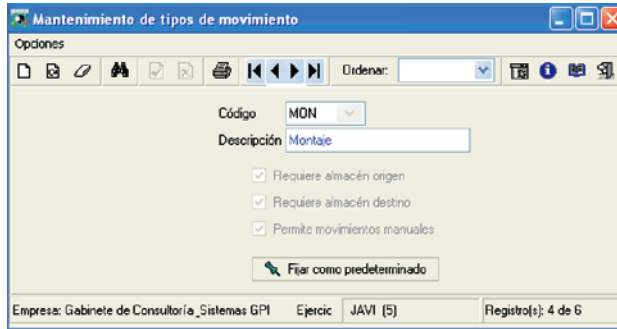 Mantenimiento de tipos de movimiento
Opciones
Ordenar:
Código MON
Descripción Montaje
Requiere almacén origen
Requiere almacén destino
Permite movimientos manuales
Fijar como predeterminado
Empresa: Gabinete de Consultoría_Sistemas GPI Ejercic JAVI (5) Registro(s): 4 de 6